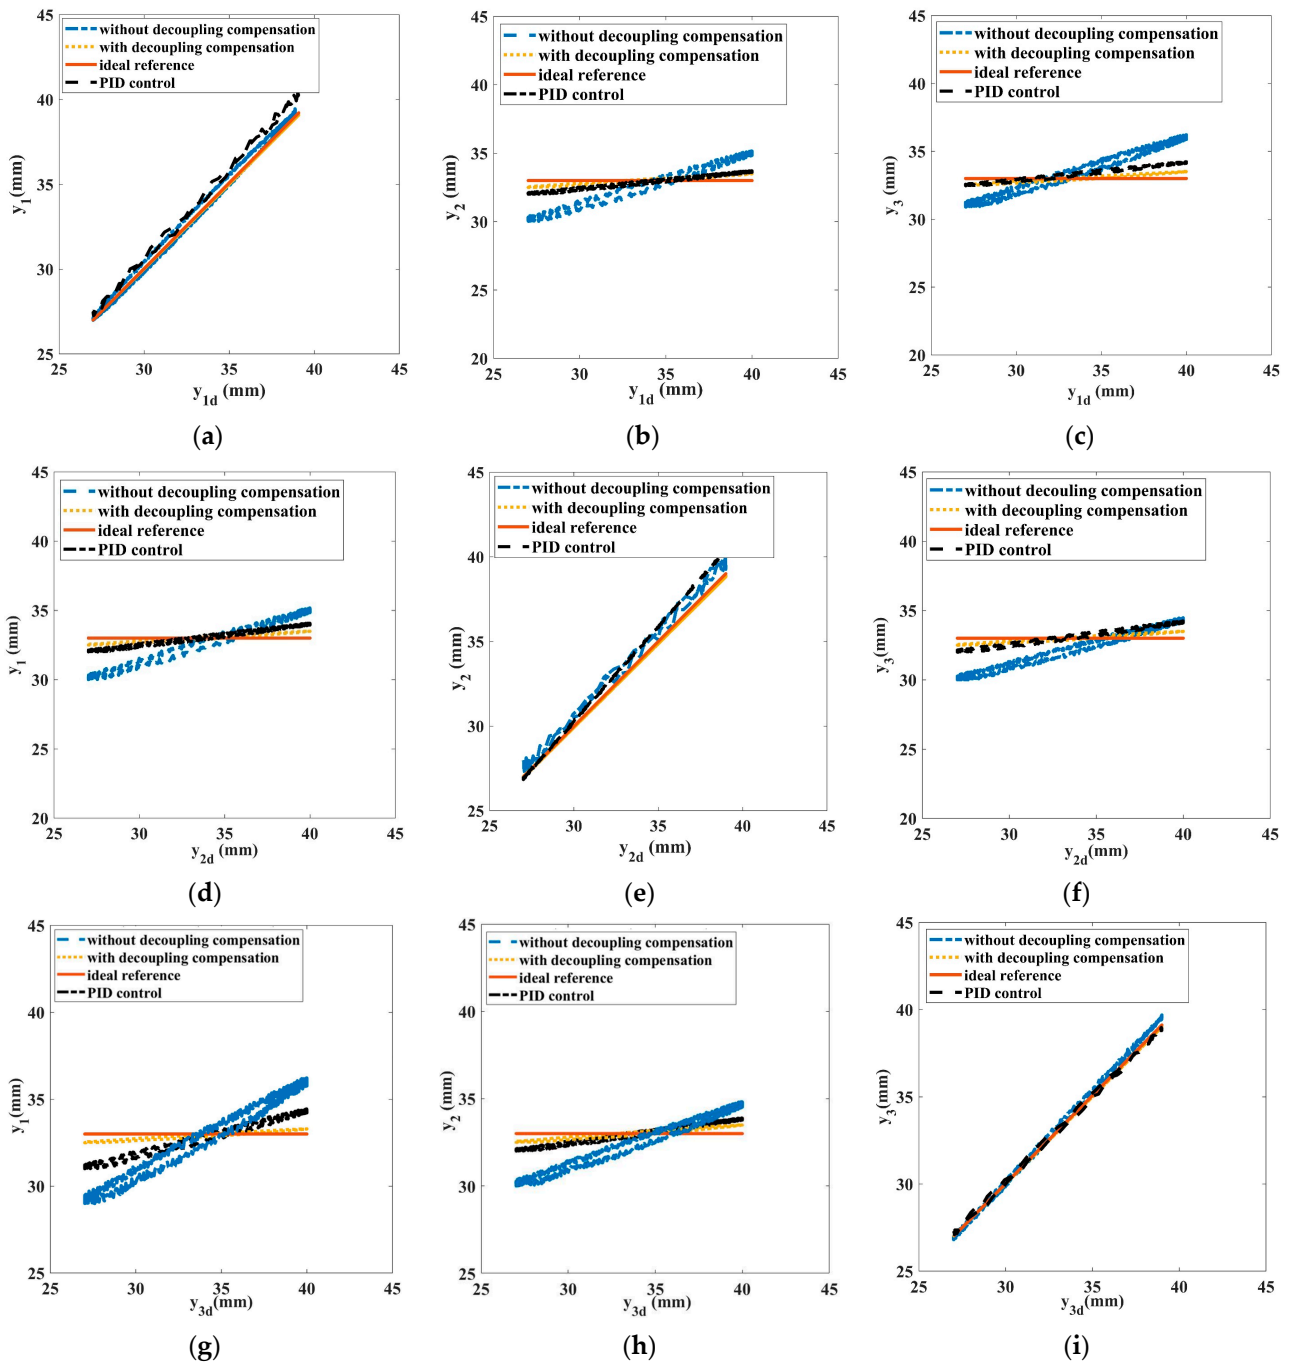 45
without decoupling compensation
with decoupling compensation
ideal reference
PID control
40
35
30
25
y1 (mm)
25 30 35 40 45
y1d (mm)
(a)
45
without decoupling compensation
with decoupling compensation
ideal reference
PID control
40
35
30
25
20
y2 (mm)
25 30 35 40 45
y1d (mm)
(b)
45
without decoupling compensation
with decoupling compensation
ideal reference
PID control
40
35
30
25
20
y3 (mm)
25 30 35 40 45
y1d (mm)
(c)
45
without decoupling compensation
with decoupling compensation
ideal reference
PID control
40
35
30
25
20
y1 (mm)
25 30 35 40 45
y2d (mm)
(d)
45
without decoupling compensation
with decoupling compensation
ideal reference
PID control
40
35
30
25
y2 (mm)
25 30 35 40 45
y2d (mm)
(e)
45
without decouling compensation
with decoupling compensation
ideal reference
PID control
40
35
30
25
20
y3 (mm)
25 30 35 40 45
y2d (mm)
(f)
45
without decoupling compensation
with decoupling compensation
ideal reference
PID control
40
35
30
25
y1(mm)
25 30 35 40 45
y3d (mm)
(g)
45
without decoupling compensation
with decoupling compensation
ideal reference
PID control
40
35
30
25
y2 (mm)
25 30 35 40 45
y3d (mm)
(h)
45
without decoupling compensation
with decoupling compensation
ideal reference
PID control
40
35
30
25
y3(mm)
25 30 35 40 45
y3d(mm)
(i)